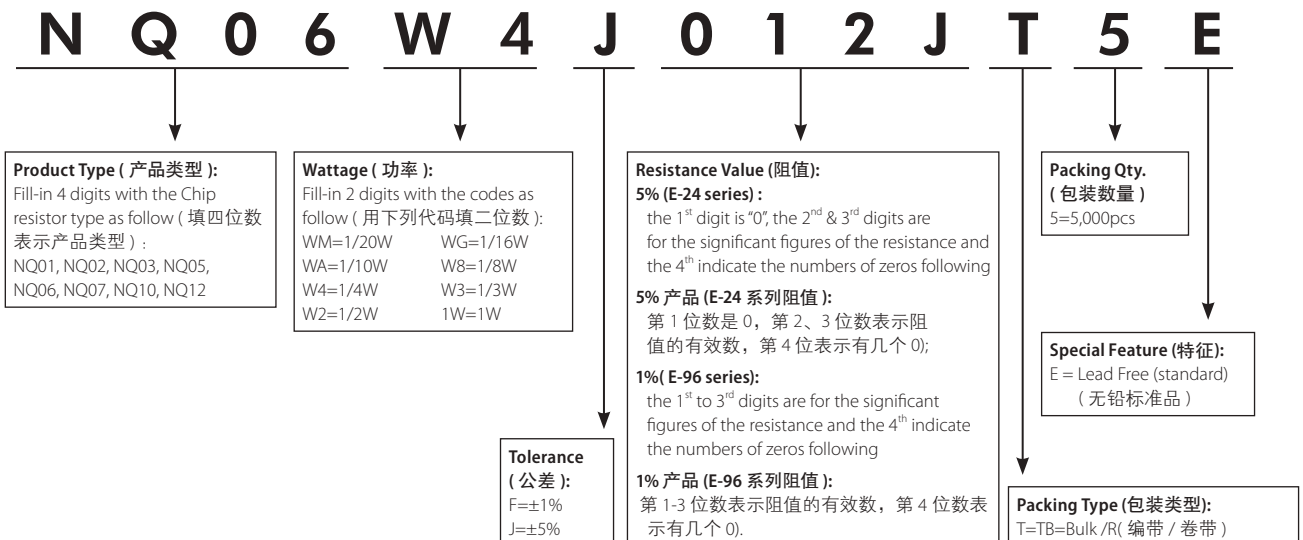 N Q 0 6 W 4 J 0 1 2 J T 5 E
Product Type ( 产品类型 ):
Fill-in 4 digits with the Chip
resistor type as follow ( 填四位数
表示产品类型 ) :
NQ01, NQ02, NQ03, NQ05,
NQ06, NQ07, NQ10, NQ12
Wattage ( 功率 ):
Fill-in 2 digits with the codes as
follow ( 用下列代码填二位数 ):
WM=1/20W WG=1/16W
WA=1/10W W8=1/8W
W4=1/4W W3=1/3W
W2=1/2W 1W=1W
Tolerance
( 公差 ):
F=±1%
J=±5%
Resistance Value (阻值):
5% (E-24 series) :
the 1st digit is "0", the 2nd & 3rd digits are
for the significant figures of the resistance and
the 4th indicate the numbers of zeros following
5% 产品 (E-24 系列阻值 ):
第 1 位数是 0，第 2、3 位数表示阻
值的有效数，第 4 位表示有几个 0);
1%( E-96 series):
the 1st to 3rd digits are for the significant
figures of the resistance and the 4th indicate
the numbers of zeros following
1% 产品 (E-96 系列阻值 ):
第 1-3 位数表示阻值的有效数，第 4 位数表
示有几个 0).
Packing Qty.
( 包装数量 )
5=5,000pcs
Special Feature (特征):
E = Lead Free (standard)
( 无铅标准品 )
Packing Type (包装类型):
T=TB=Bulk /R( 编带 / 卷带 )